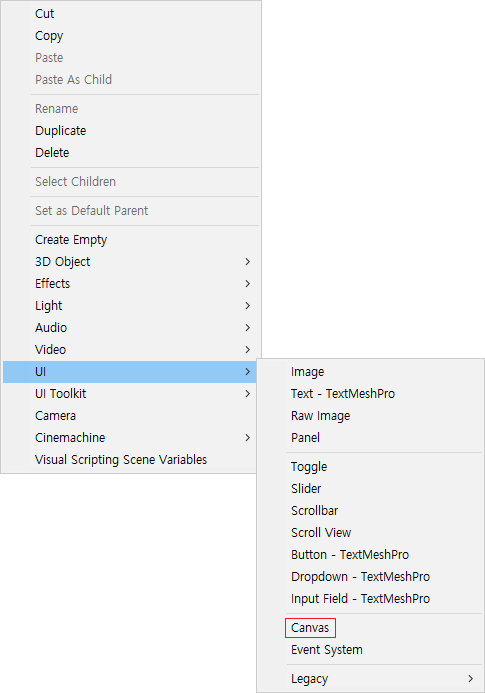 Cut
Copy
Paste
Paste As Child
Rename
Duplicate
Delete
Select Children
Set as Default Parent
Create Empty
3D Object
Effects
Light
Audio
Video
UI
UI Toolkit
Camera
Cinemachine
Visual Scripting Scene Variables
Image
Text - TextMeshPro
Raw Image
Panel
Toggle
Slider
Scrollbar
Scroll View
Button - TextMeshPro
Dropdown - TextMeshPro
Input Field - TextMeshPro
Canvas
Event System
Legacy